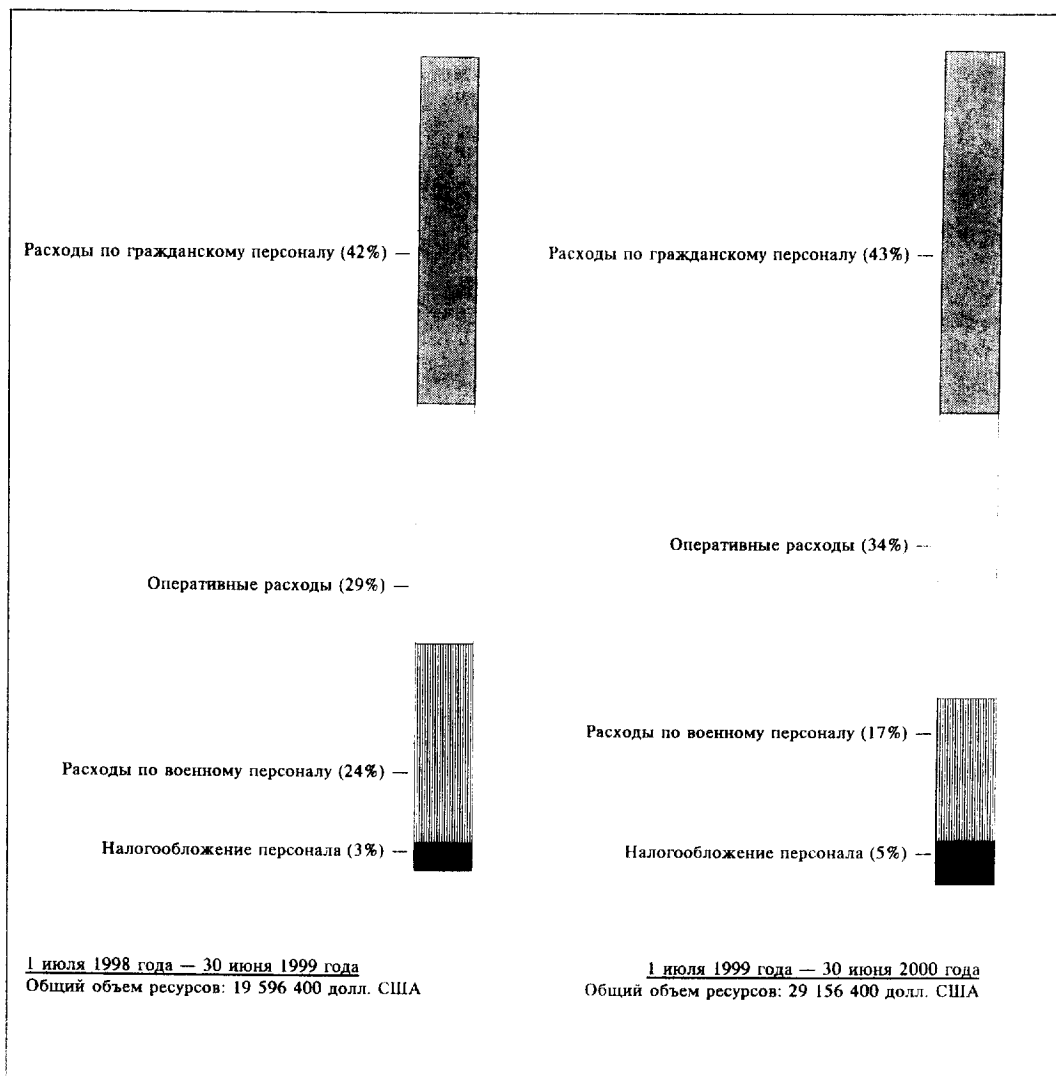 Расходы по гражданскому персоналу (42%) —
Оперативные расходы (29%) —
Расходы по военному персоналу (24%) —
Налогообложение персонала (3%) —
1 июля 1998 года — 30 июня 1999 года
Общий объем ресурсов: 19 596 400 долл. США
Расходы по гражданскому персоналу (43%) —
Оперативные расходы (34%) —
Расходы по военному персоналу (17%) —
Налогообложение персонала (5%) —
1 июля 1999 года — 30 июня 2000 года
Общий объем ресурсов: 29 156 400 долл. США